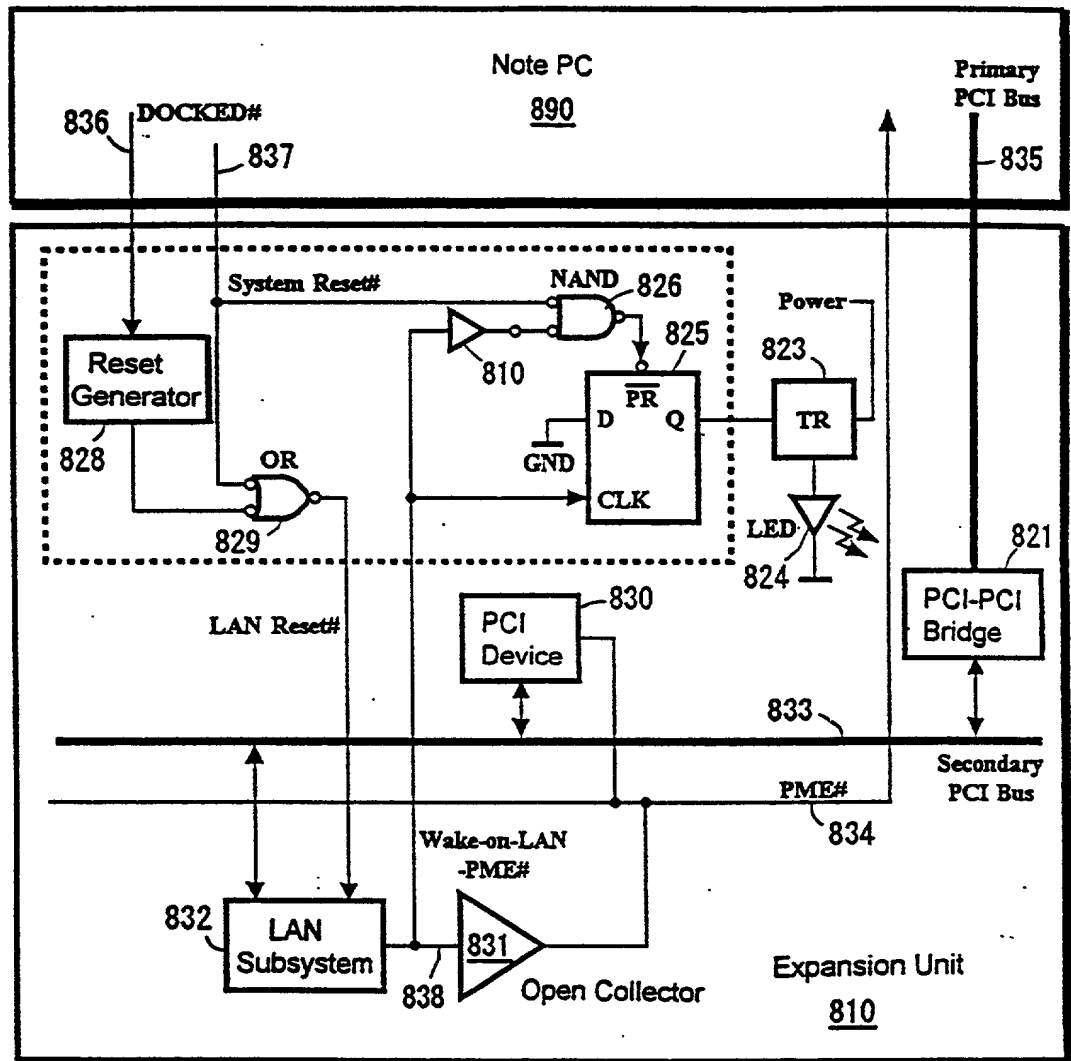 Note PC
890
Primary
PCI Bus
DOCKED#
836
837
835
System Reset#
NAND
826
Power
825
823
Reset
Generator
810
PR
D
Q
TR
828
GND
OR
CLK
LED
829
824
821
LAN Reset#
830
PCI
Device
PCI-PCI
Bridge
833
Secondary
PCI Bus
PME#
834
Wake-on-LAN
-PME#
832
LAN
Subsystem
831
838
Open Collector
Expansion Unit
810